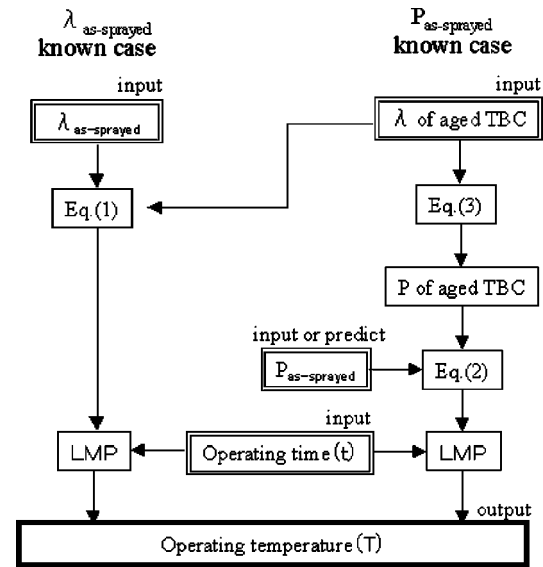 λ as-sprayed
known case
P as-sprayed
known case
input
input
λ as-sprayed
λ of aged TBC
Eq.(1)
Eq.(3)
P of aged TBC
input or predict
P as-sprayed
Eq.(2)
input
LMP
Operating time(t)
LMP
output
Operating temperature(T)